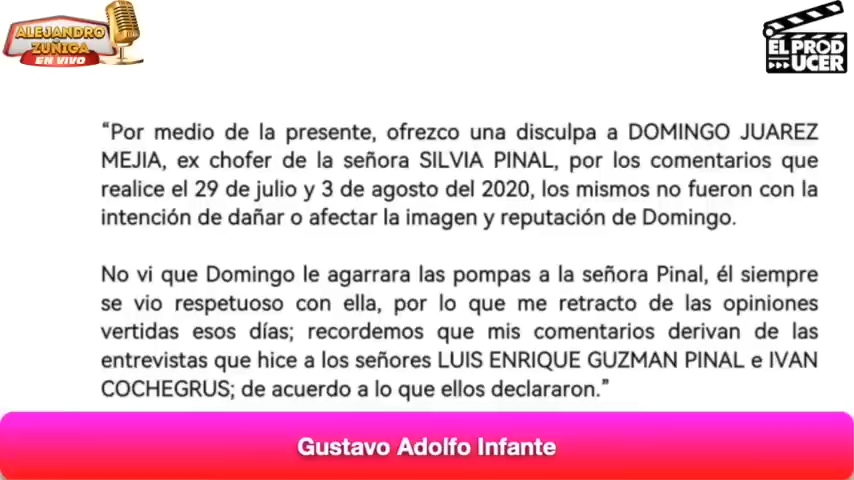 ALEJANDRO
ZUÑIGA
EN VIVO
EL PROD
UCER
“Por medio de la presente, ofrezco una disculpa a DOMINGO JUAREZ
MEJIA, ex chofer de la señora SILVIA PINAL, por los comentarios que
realice el 29 de julio y 3 de agosto del 2020, los mismos no fueron con la
intención de dañar o afectar la imagen y reputación de Domingo.
No vi que Domingo le agarrara las pompas a la señora Pinal, él siempre
se vio respetuoso con ella, por lo que me retracto de las opiniones
vertidas esos días; recordemos que mis comentarios derivan de las
entrevistas que hice a los señores LUIS ENRIQUE GUZMAN PINAL e IVAN
COCHEGRUS; de acuerdo a lo que ellos declararon.”
Gustavo Adolfo Infante